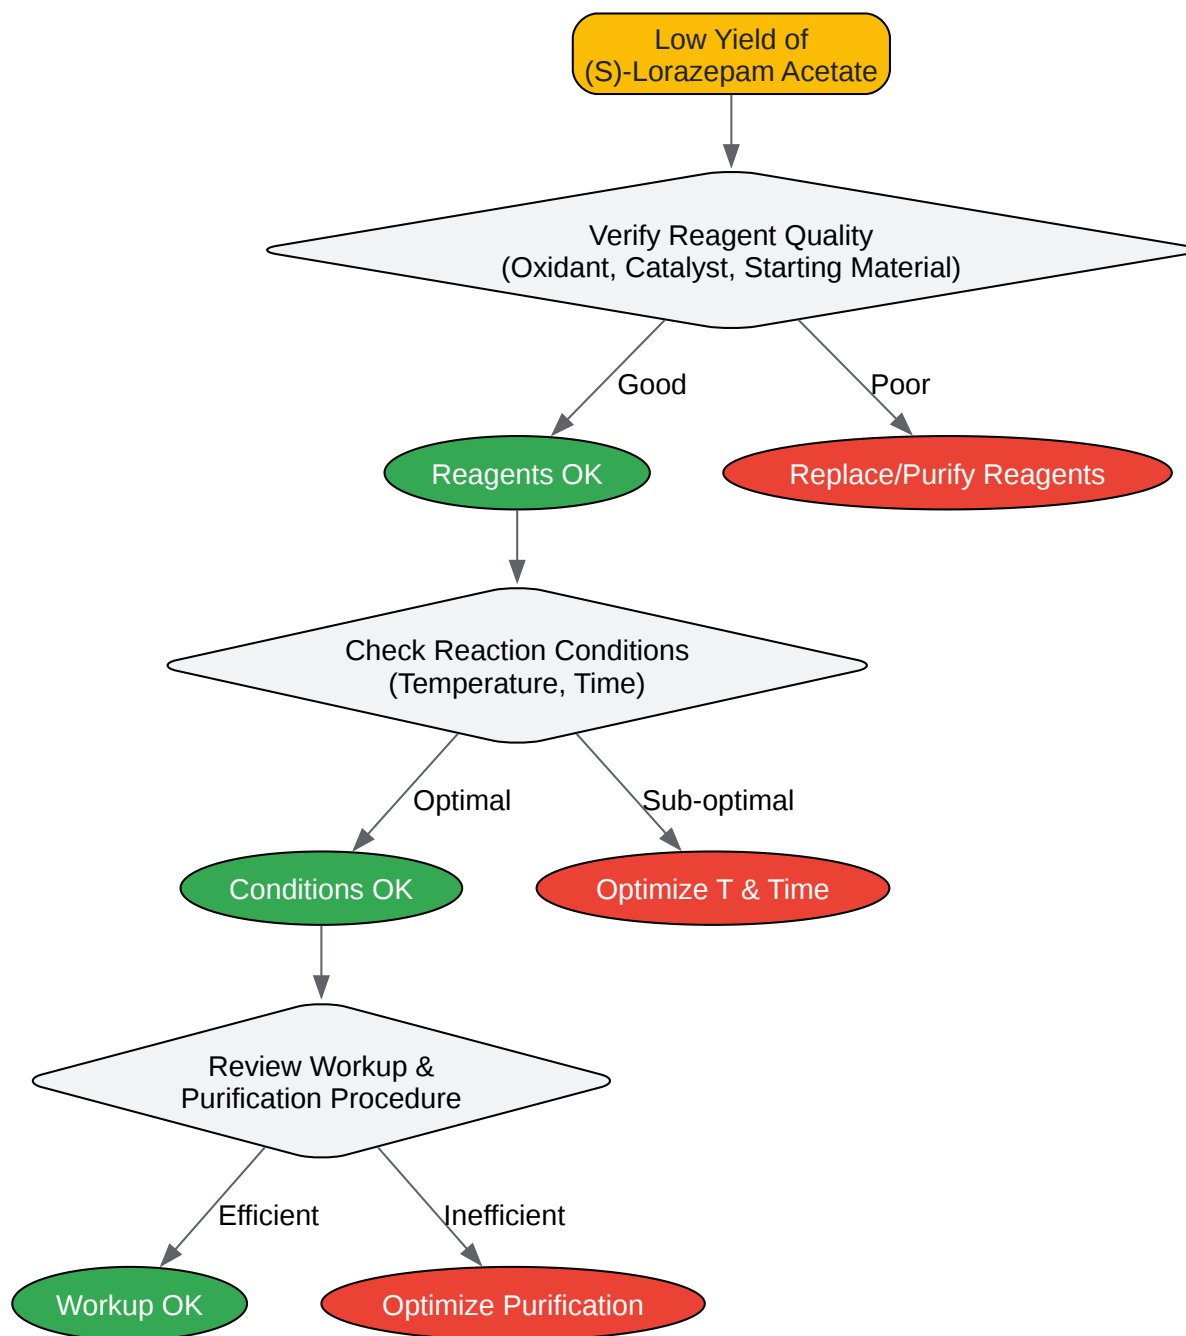 Low Yield of
(S)-Lorazepam Acetate
Verify Reagent Quality
(Oxidant, Catalyst, Starting Material)
Good
Poor
Reagents OK
Replace/Purify Reagents
Check Reaction Conditions
(Temperature, Time)
Optimal
Sub-optimal
Conditions OK
Optimize T & Time
Review Workup &
Purification Procedure
Efficient
Inefficient
Workup OK
Optimize Purification